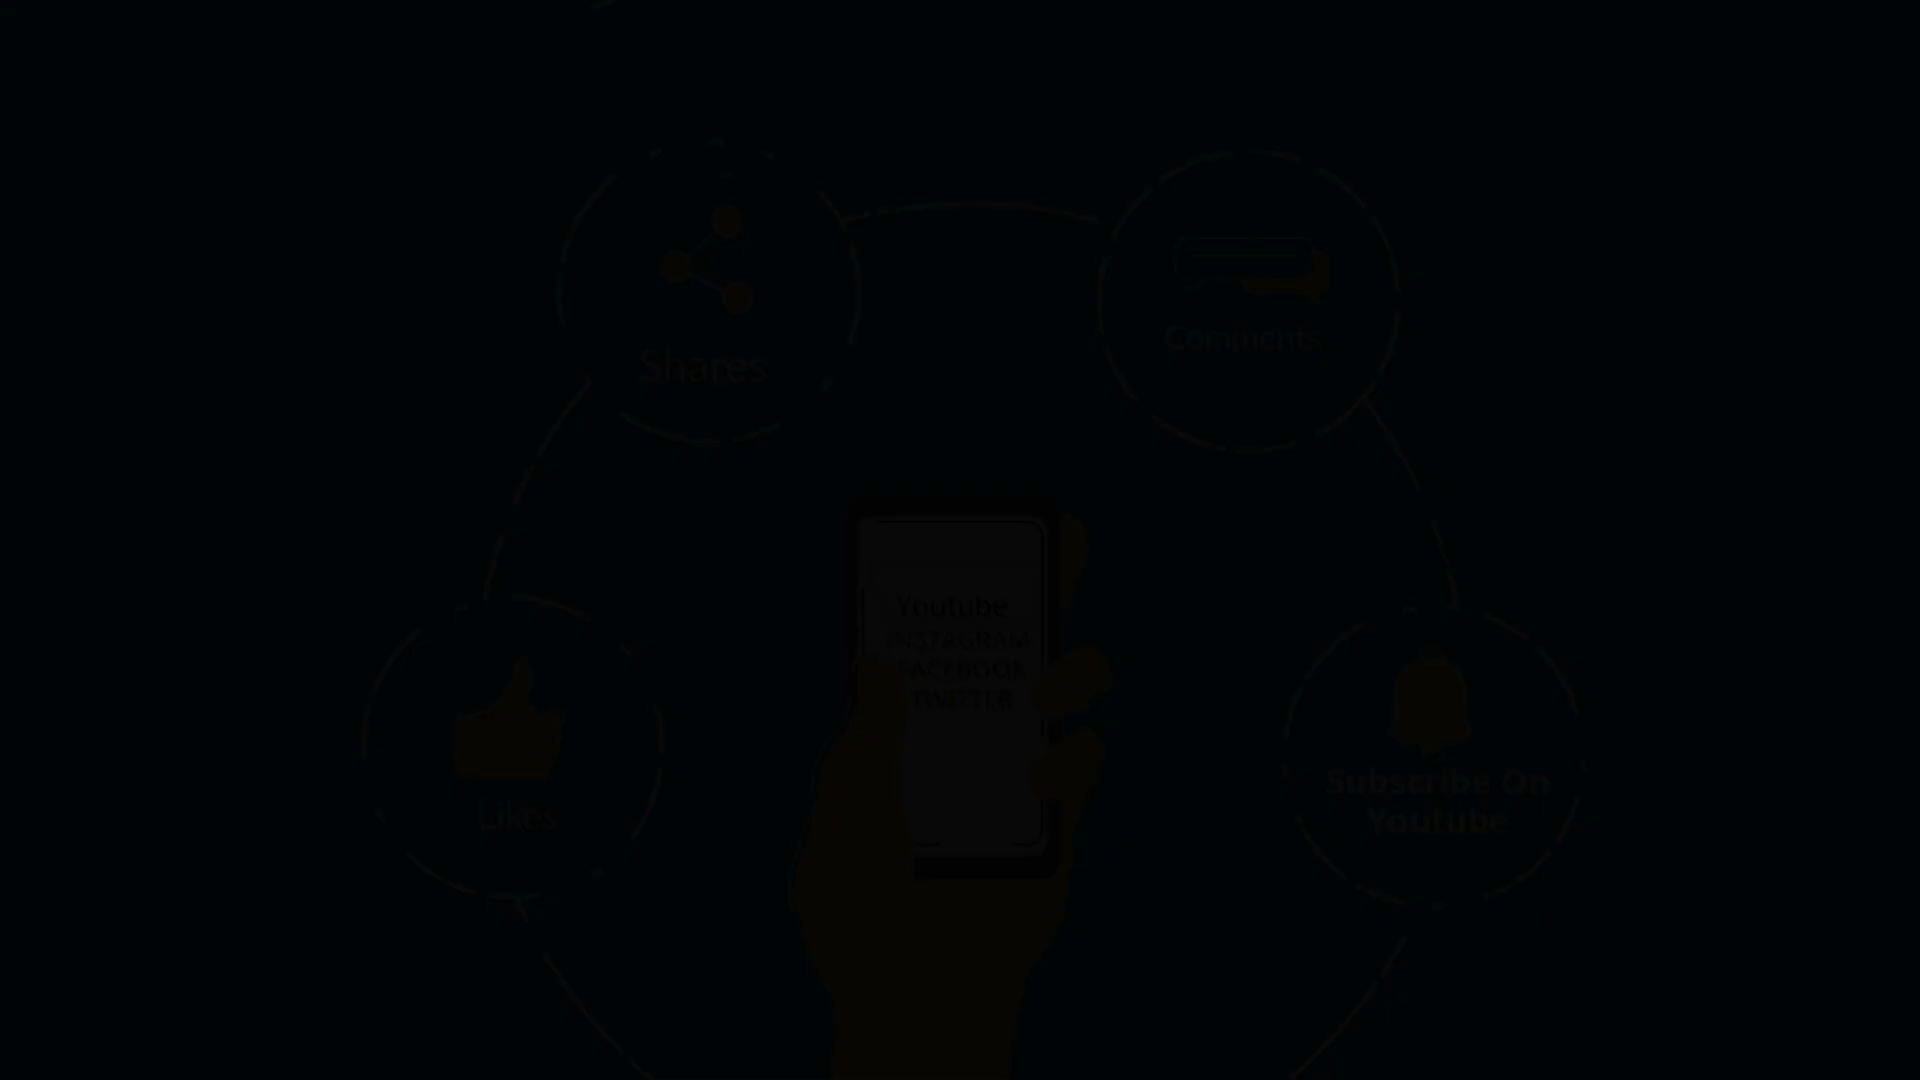 Shares
Comments
Youtube
INSTAGRAM
FACEBOOK
TWITTER
Likes
Subscribe On
Youtube